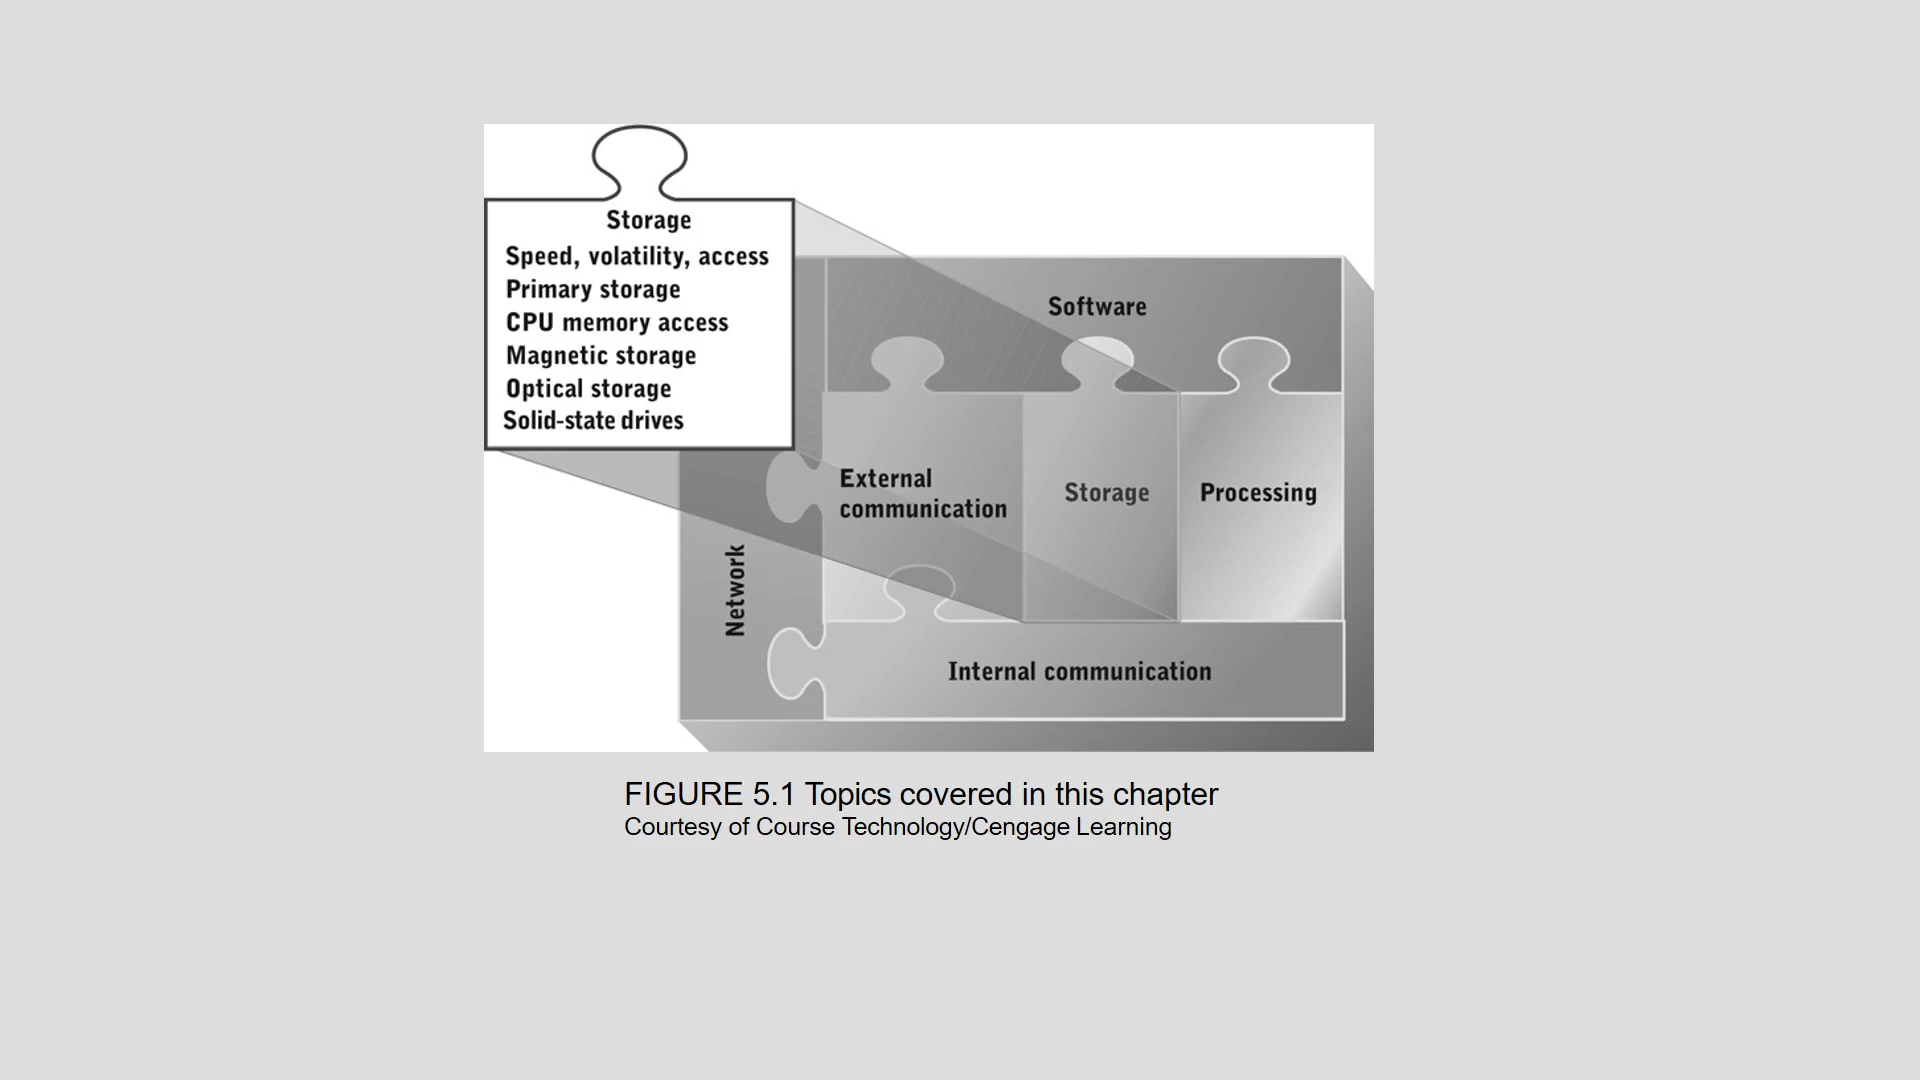 Storage
Speed, volatility, access
Primary storage
CPU memory access
Magnetic storage
Optical storage
Solid-state drives
Software
External
communication
Storage
Processing
Network
Internal communication
FIGURE 5.1 Topics covered in this chapter
Courtesy of Course Technology/Cengage Learning